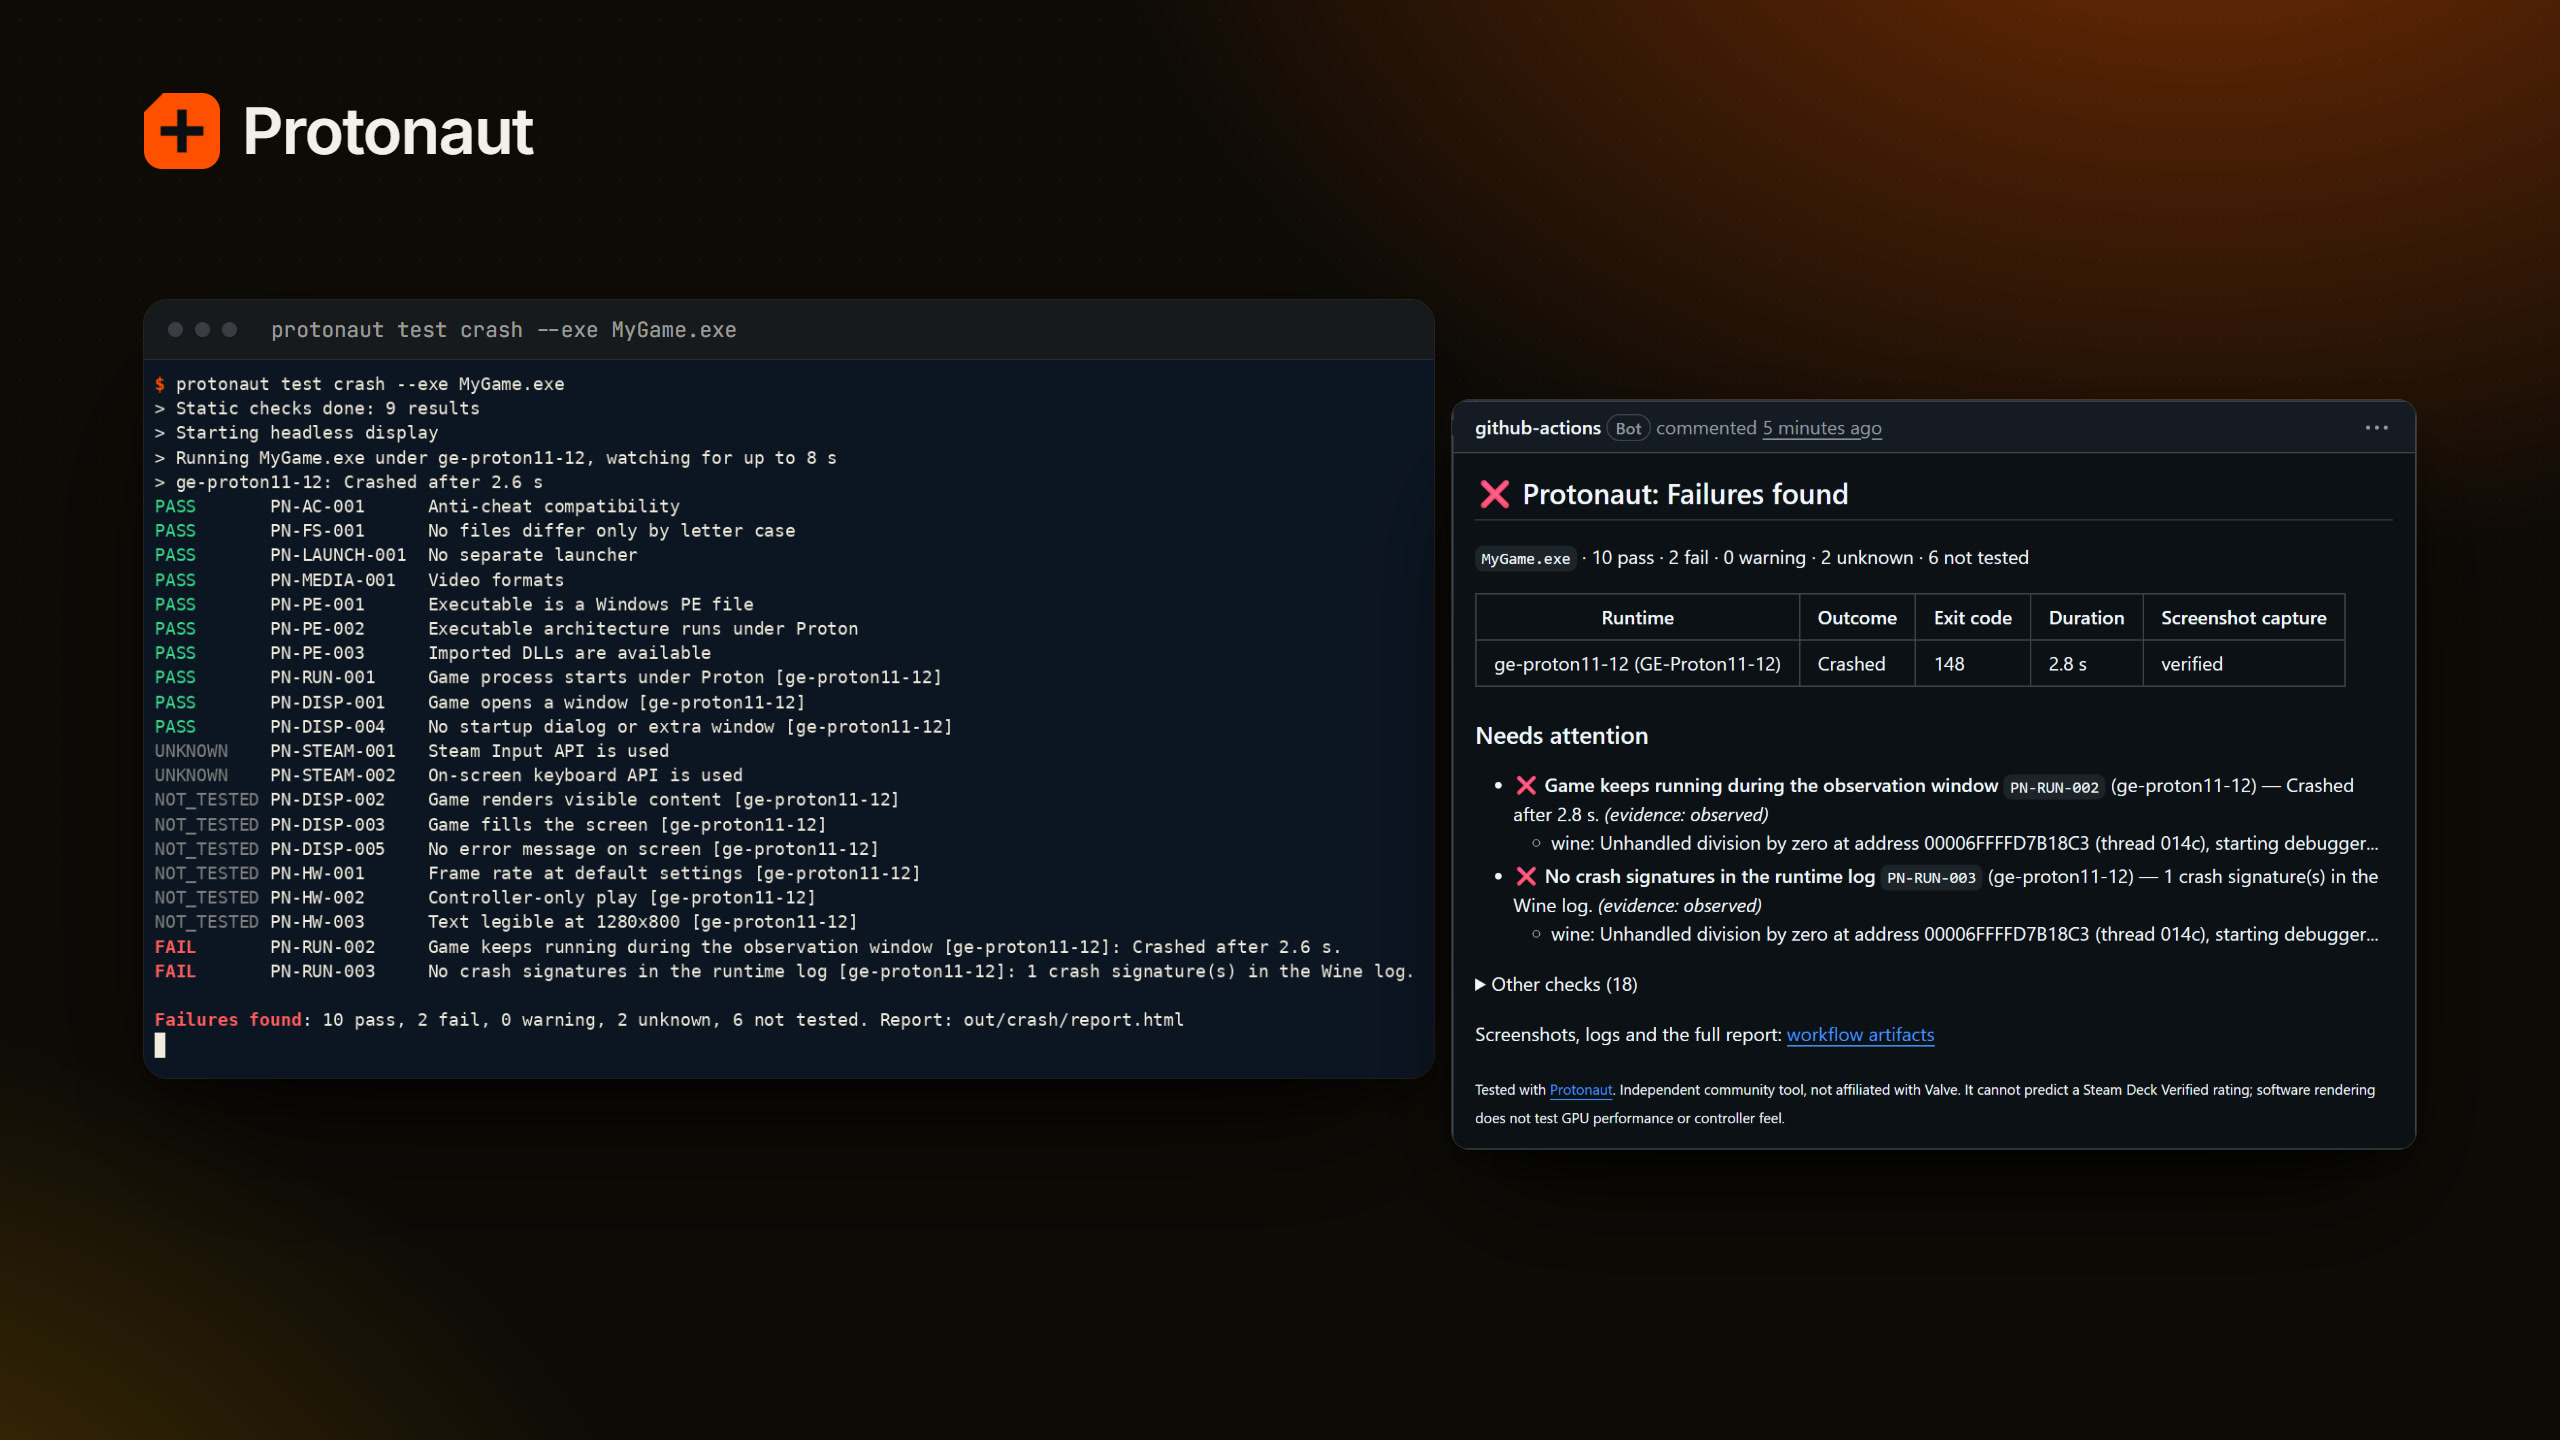 Protonaut
protonaut test crash --exe MyGame.exe
$ protonaut test crash --exe MyGame.exe
> Static checks done: 9 results
> Starting headless display
> Running MyGame.exe under ge-proton11-12, watching for up to 8 s
> ge-proton11-12: Crashed after 2.6 s
PASS PN-AC-001 Anti-cheat compatibility
PASS PN-FS-001 No files differ only by letter case
PASS PN-LAUNCH-001 No separate launcher
PASS PN-MEDIA-001 Video formats
PASS PN-PE-001 Executable is a Windows PE file
PASS PN-PE-002 Executable architecture runs under Proton
PASS PN-PE-003 Imported DLLs are available
PASS PN-RUN-001 Game process starts under Proton [ge-proton11-12]
PASS PN-DISP-001 Game opens a window [ge-proton11-12]
PASS PN-DISP-004 No startup dialog or extra window [ge-proton11-12]
UNKNOWN PN-STEAM-001 Steam Input API is used
UNKNOWN PN-STEAM-002 On-screen keyboard API is used
NOT_TESTED PN-DISP-002 Game renders visible content [ge-proton11-12]
NOT_TESTED PN-DISP-003 Game fills the screen [ge-proton11-12]
NOT_TESTED PN-DISP-005 No error message on screen [ge-proton11-12]
NOT_TESTED PN-HW-001 Frame rate at default settings [ge-proton11-12]
NOT_TESTED PN-HW-002 Controller-only play [ge-proton11-12]
NOT_TESTED PN-HW-003 Text legible at 1280x800 [ge-proton11-12]
FAIL PN-RUN-002 Game keeps running during the observation window [ge-proton11-12]: Crashed after 2.6 s.
FAIL PN-RUN-003 No crash signatures in the runtime log [ge-proton11-12]: 1 crash signature(s) in the Wine log.
Failures found: 10 pass, 2 fail, 0 warning, 2 unknown, 6 not tested. Report: out/crash/report.html
github-actions Bot commented 5 minutes ago
❌ Protonaut: Failures found
MyGame.exe · 10 pass · 2 fail · 0 warning · 2 unknown · 6 not tested
Runtime Outcome Exit code Duration Screenshot capture
ge-proton11-12 (GE-Proton11-12) Crashed 148 2.8 s verified
Needs attention
• ❌ Game keeps running during the observation window PN-RUN-002 (ge-proton11-12) — Crashed
after 2.8 s. (evidence: observed)
◦ wine: Unhandled division by zero at address 00006FFFFD7B18C3 (thread 014c), starting debugger...
• ❌ No crash signatures in the runtime log PN-RUN-003 (ge-proton11-12) — 1 crash signature(s) in the
Wine log. (evidence: observed)
◦ wine: Unhandled division by zero at address 00006FFFFD7B18C3 (thread 014c), starting debugger...
▶ Other checks (18)
Screenshots, logs and the full report: workflow artifacts
Tested with Protonaut. Independent community tool, not affiliated with Valve. It cannot predict a Steam Deck Verified rating; software rendering
does not test GPU performance or controller feel.